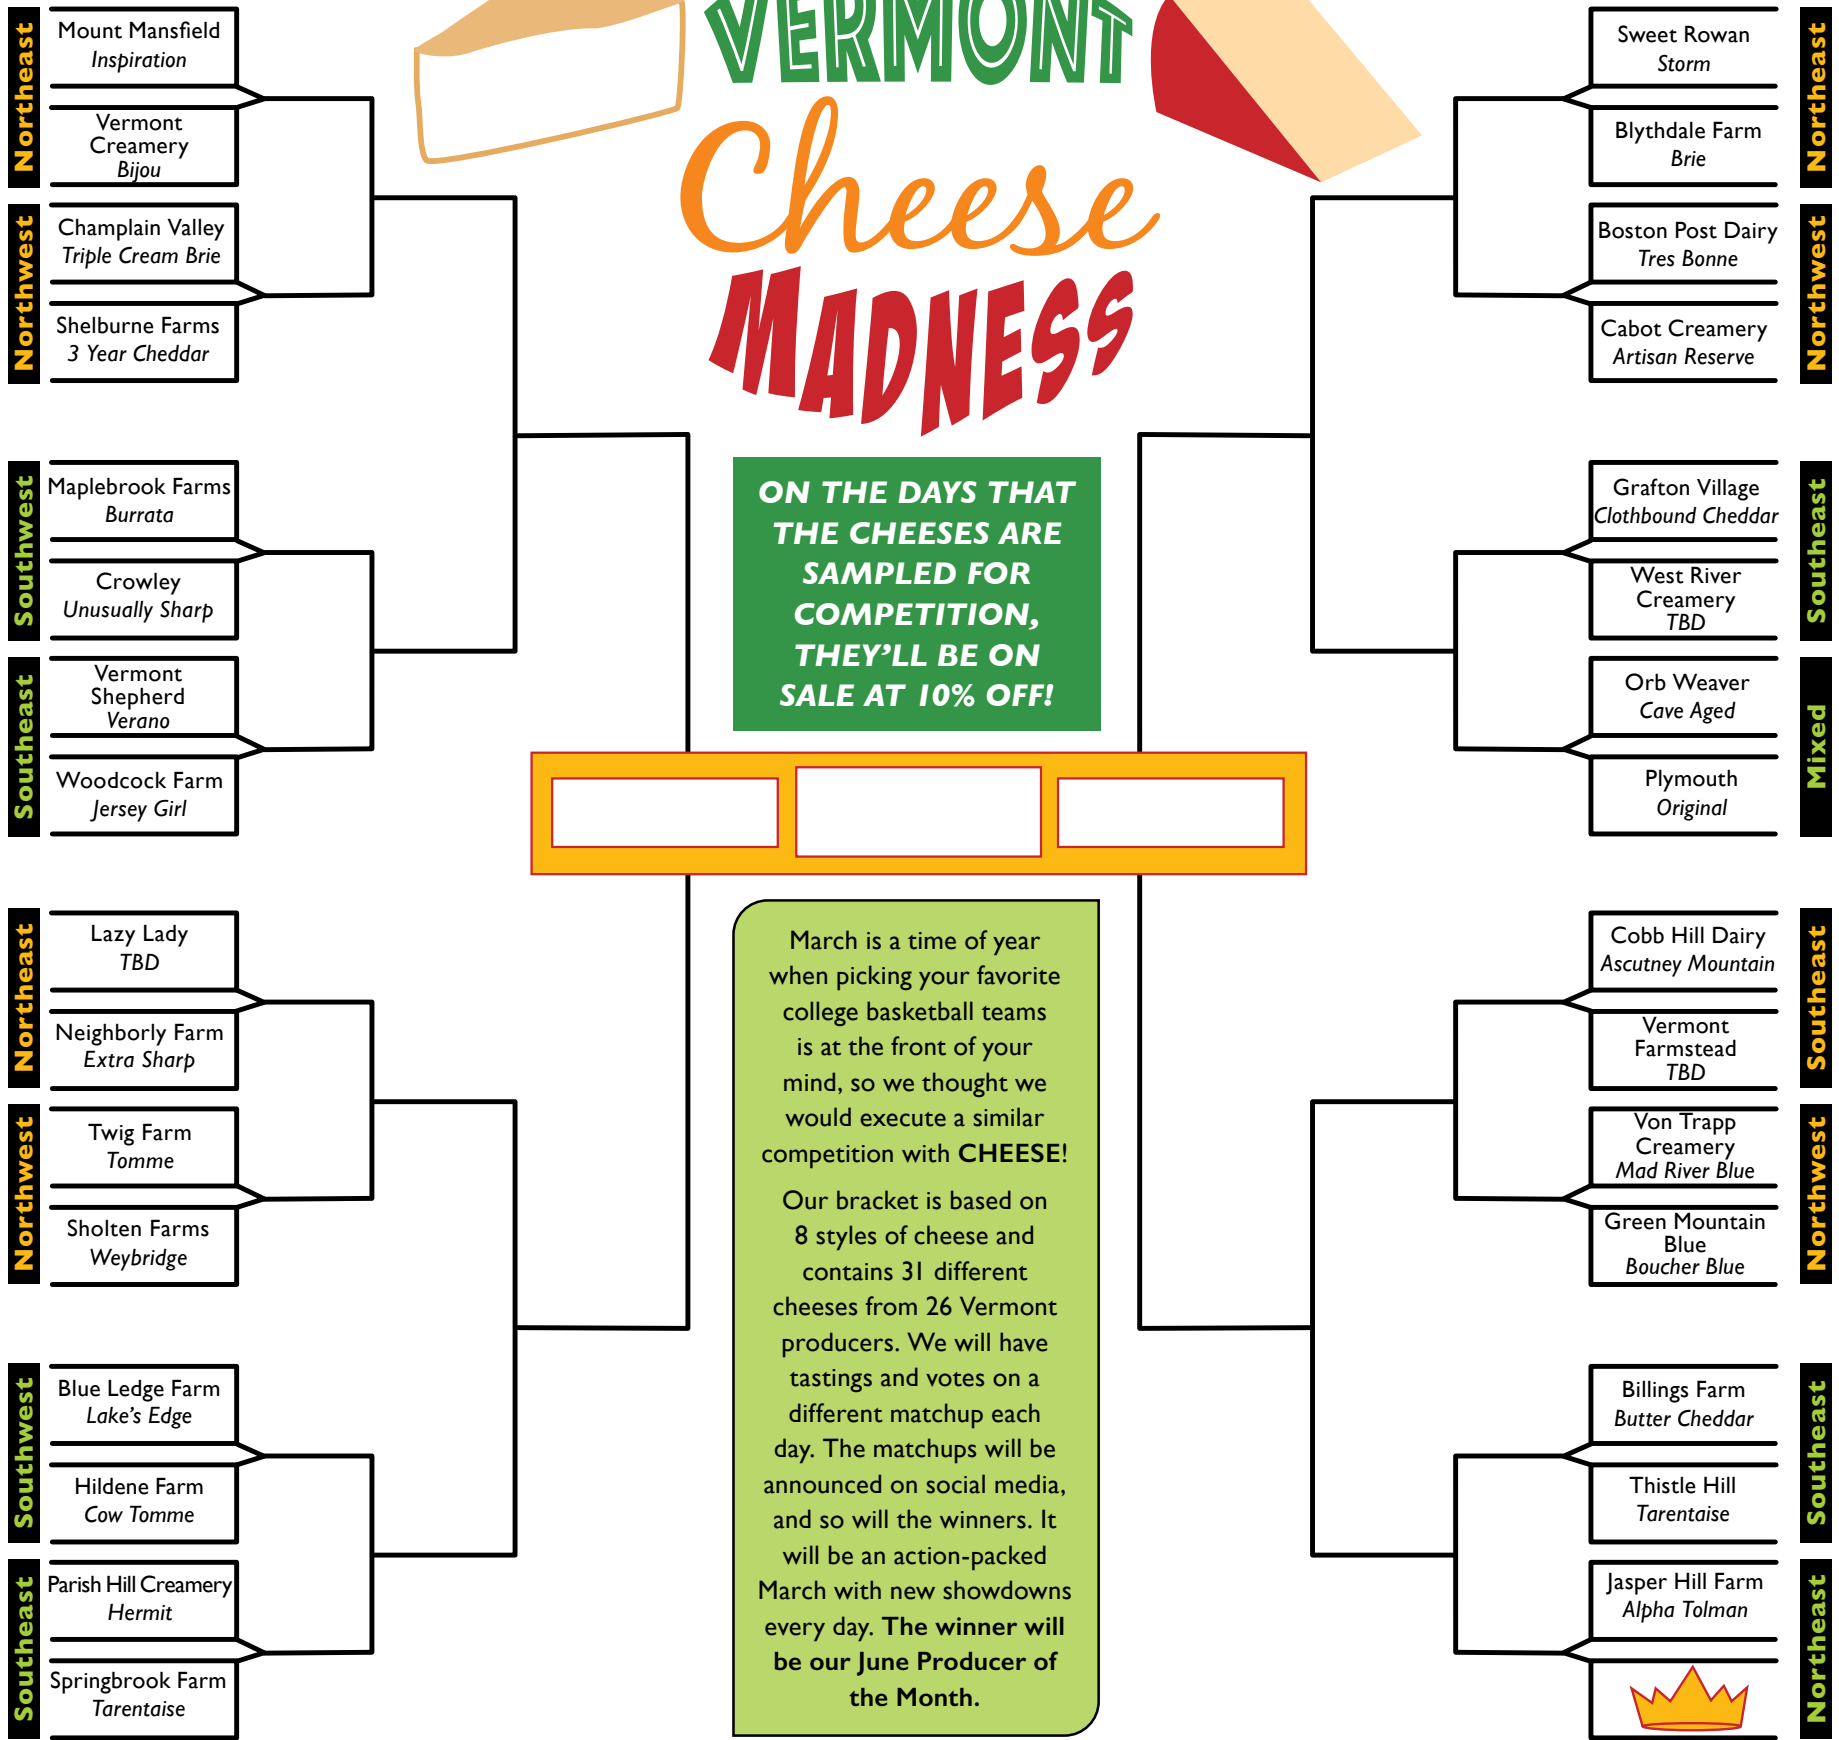 VERMONT
Cheese
MADNESS
Northeast
Mount Mansfield
Inspiration
Vermont
Creamery
Bijou
Northwest
Champlain Valley
Triple Cream Brie
Shelburne Farms
3 Year Cheddar
Southwest
Maplebrook Farms
Burrata
Crowley
Unusually Sharp
Southeast
Vermont
Shepherd
Verano
Woodcock Farm
Jersey Girl
Northeast
Lazy Lady
TBD
Neighborly Farm
Extra Sharp
Northwest
Twig Farm
Tomme
Sholten Farms
Weybridge
Southwest
Blue Ledge Farm
Lake's Edge
Hildene Farm
Cow Tomme
Southeast
Parish Hill Creamery
Hermit
Springbrook Farm
Tarentaise
ON THE DAYS THAT
THE CHEESES ARE
SAMPLED FOR
COMPETITION,
THEY'LL BE ON
SALE AT 10% OFF!
March is a time of year
when picking your favorite
college basketball teams
is at the front of your
mind, so we thought we
would execute a similar
competition with CHEESE!
Our bracket is based on
8 styles of cheese and
contains 31 different
cheeses from 26 Vermont
producers. We will have
tastings and votes on a
different matchup each
day. The matchups will be
announced on social media,
and so will the winners. It
will be an action-packed
March with new showdowns
every day. The winner will
be our June Producer of
the Month.
Northeast
Sweet Rowan
Storm
Blythdale Farm
Brie
Northwest
Boston Post Dairy
Tres Bonne
Cabot Creamery
Artisan Reserve
Southeast
Grafton Village
Clothbound Cheddar
West River
Creamery
TBD
Mixed
Orb Weaver
Cave Aged
Plymouth
Original
Southeast
Cobb Hill Dairy
Ascutney Mountain
Vermont
Farmstead
TBD
Northwest
Von Trapp
Creamery
Mad River Blue
Green Mountain
Blue
Boucher Blue
Southeast
Billings Farm
Butter Cheddar
Thistle Hill
Tarentaise
Northeast
Jasper Hill Farm
Alpha Tolman